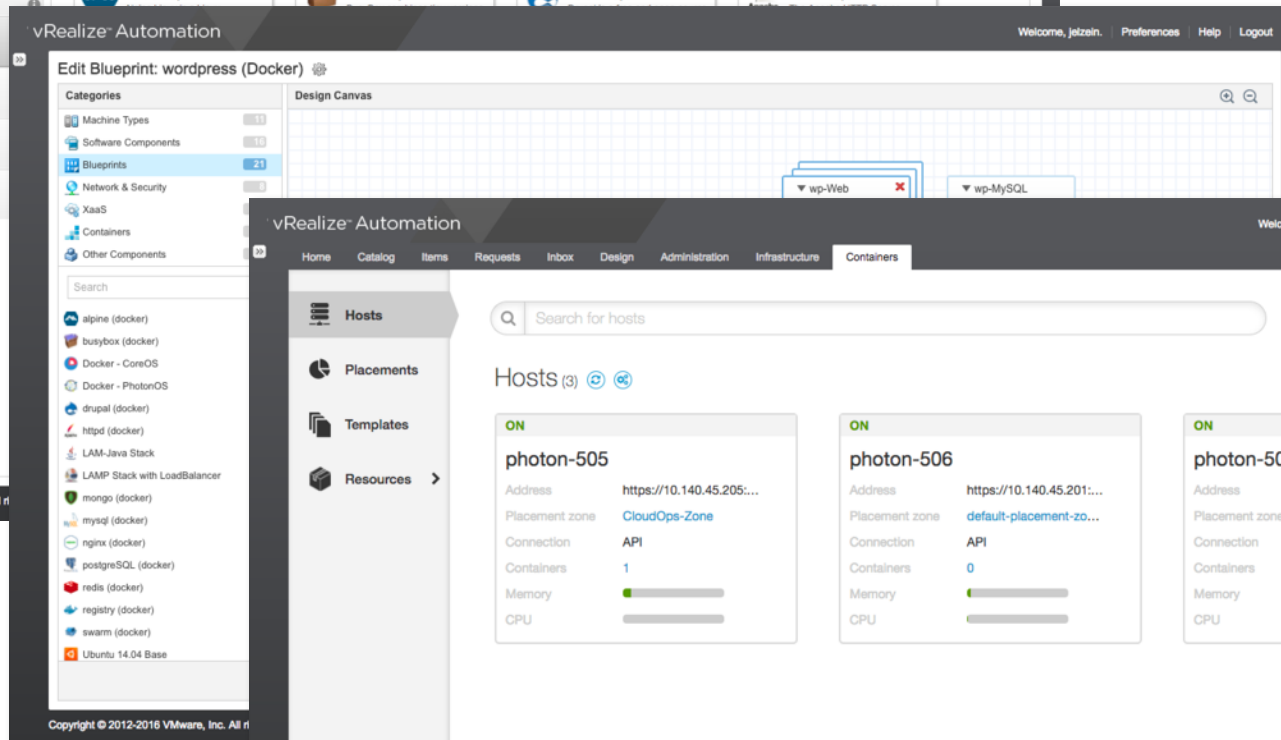 vRealize™ Automation
Welcome, jelzein. Preferences Help Logout
Edit Blueprint: wordpress (Docker)
Categories
Design Canvas
Machine Types 11
Software Components 16
Blueprints 21
Network & Security 8
XaaS
Containers
Other Components
Search
alpine (docker)
busybox (docker)
Docker - CoreOS
Docker - PhotonOS
drupal (docker)
httpd (docker)
LAM-Java Stack
LAMP Stack with LoadBalancer
mongo (docker)
mysql (docker)
nginx (docker)
postgreSQL (docker)
redis (docker)
registry (docker)
swarm (docker)
Ubuntu 14.04 Base
Copyright © 2012-2016 VMware, Inc. All ri
wp-Web
wp-MySQL
vRealize™ Automation
Welc
Home Catalog Items Requests Inbox Design Administration Infrastructure Containers
Hosts
Placements
Templates
Resources
Search for hosts
Hosts (3)
ON
photon-505
Address https://10.140.45.205:...
Placement zone CloudOps-Zone
Connection API
Containers 1
Memory
CPU
ON
photon-506
Address https://10.140.45.201:...
Placement zone default-placement-zo...
Connection API
Containers 0
Memory
CPU
ON
photon-50
Address
Placement zone
Connection
Containers
Memory
CPU